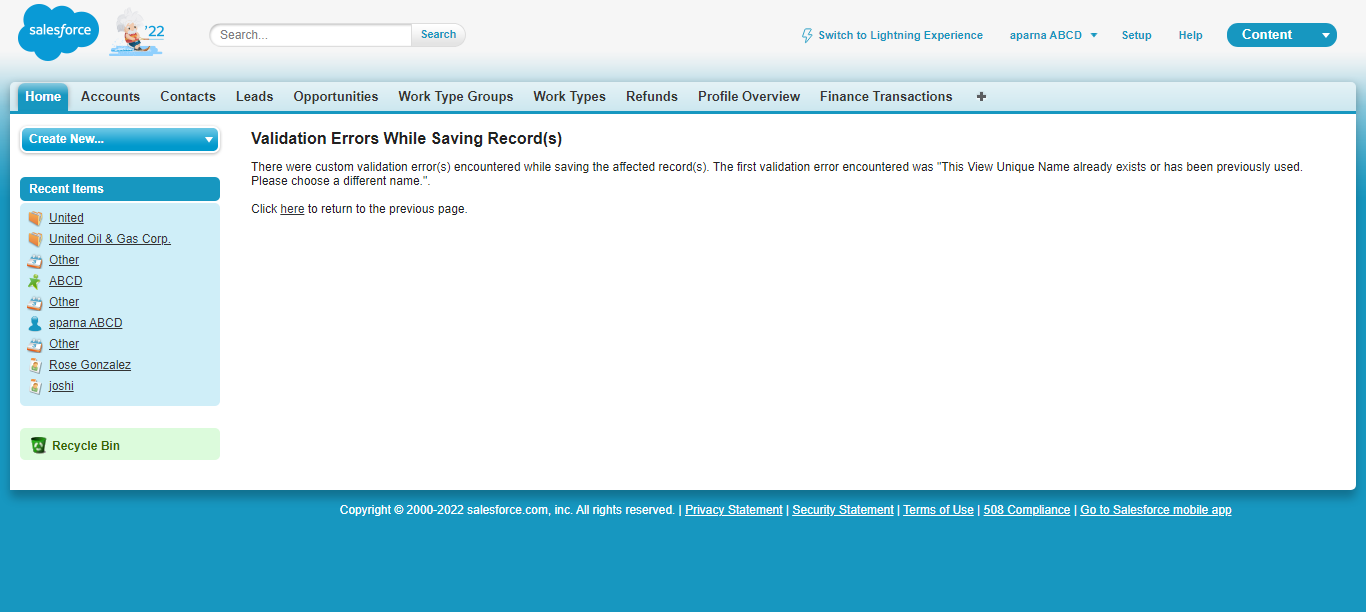 salesforce
'22
Search...
Search
Switch to Lightning Experience
aparna ABCD
Setup
Help
Content
Home
Accounts
Contacts
Leads
Opportunities
Work Type Groups
Work Types
Refunds
Profile Overview
Finance Transactions
+
Create New...
Recent Items
United
United Oil & Gas Corp.
Other
ABCD
Other
aparna ABCD
Other
Rose Gonzalez
joshi
Recycle Bin
Validation Errors While Saving Record(s)
There were custom validation error(s) encountered while saving the affected record(s). The first validation error encountered was "This View Unique Name already exists or has been previously used.
Please choose a different name.".
Click here to return to the previous page.
Copyright © 2000-2022 salesforce.com, inc. All rights reserved. | Privacy Statement | Security Statement | Terms of Use | 508 Compliance | Go to Salesforce mobile app